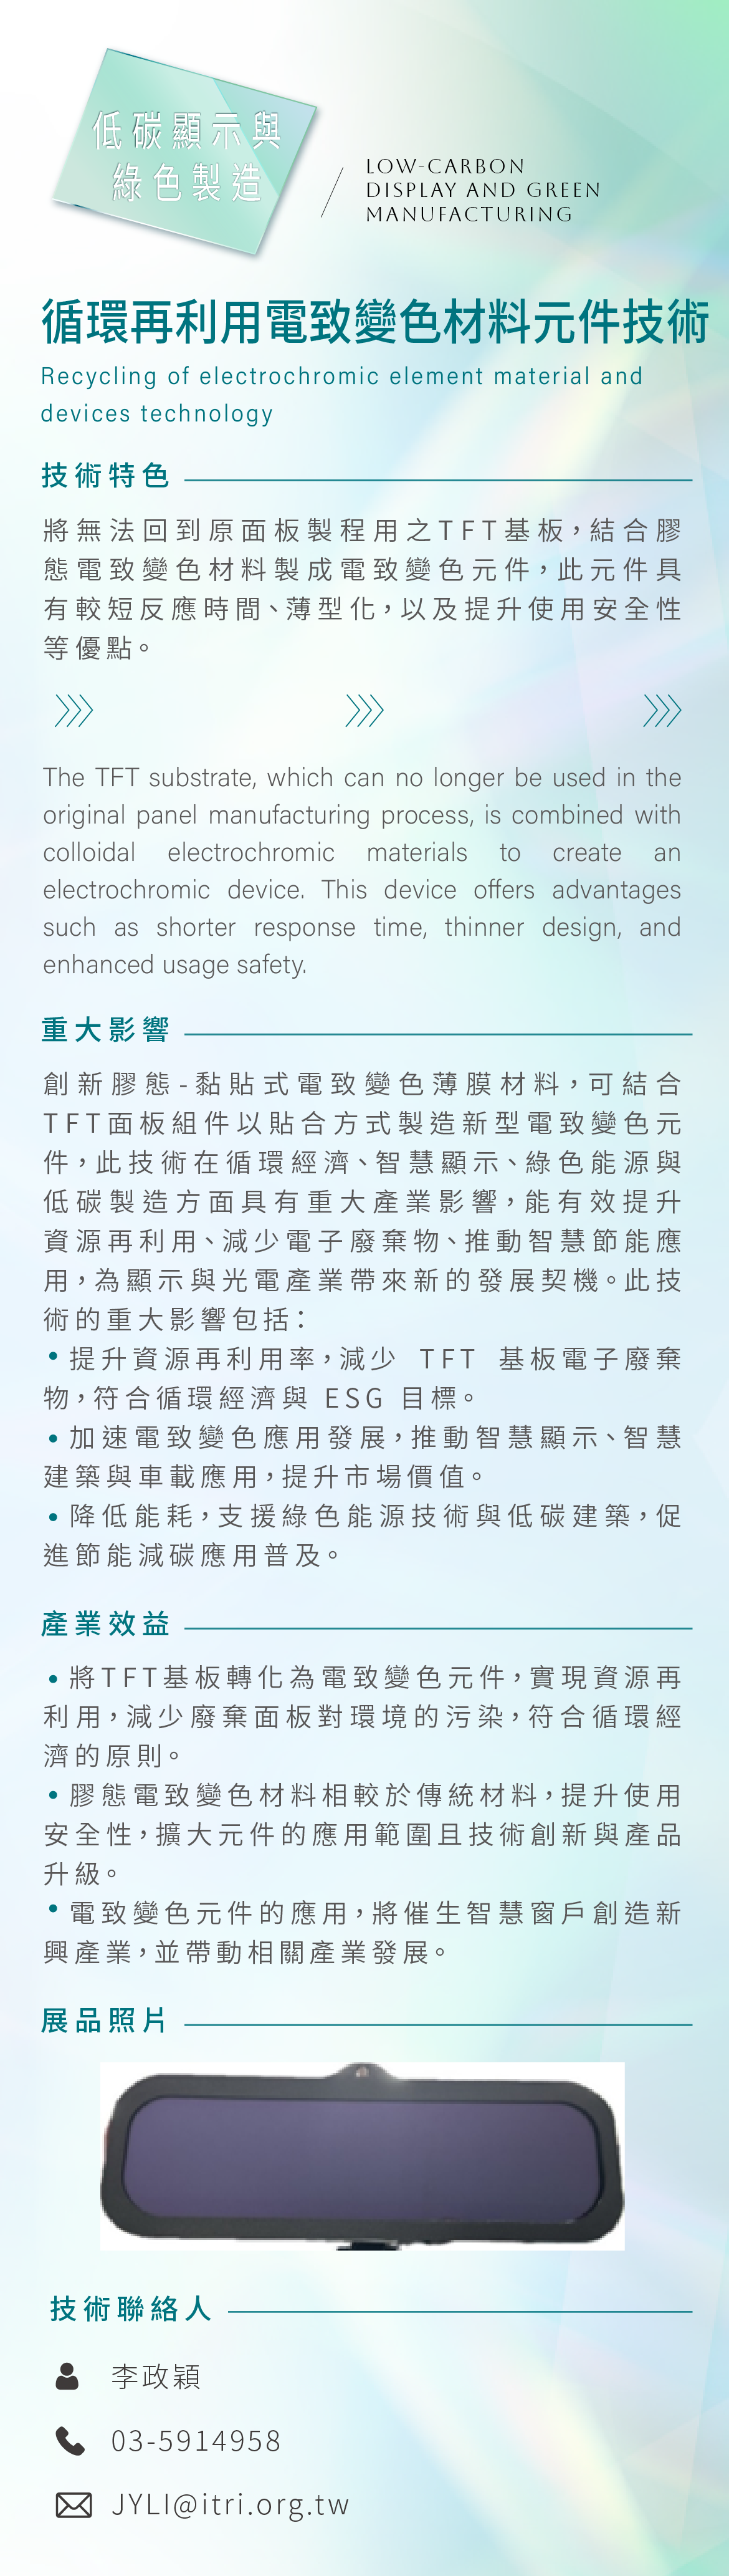 低碳顯示與
綠色製造
LOW-CARBON
DISPLAY AND GREEN
MANUFACTURING
循環再利用電致變色材料元件技術
Recycling of electrochromic element material and
devices technology
技術特色
將無法回到原面板製程用之TFT基板，結合膠
態電致變色材料製成電致變色元件，此元件具
有較短反應時間、薄型化，以及提升使用安全性
等優點。
The TFT substrate, which can no longer be used in the
original panel manufacturing process, is combined with
colloidal electrochromic materials to create an
electrochromic device. This device offers advantages
such as shorter response time, thinner design, and
enhanced usage safety.
重大影響
創新膠態-黏貼式電致變色薄膜材料，可結合
TFT面板組件以貼合方式製造新型電致變色元
件，此技術在循環經濟、智慧顯示、綠色能源與
低碳製造方面具有重大產業影響，能有效提升
資源再利用、減少電子廢棄物、推動智慧節能應
用，為顯示與光電產業帶來新的發展契機。此技
術的重大影響包括：
•提升資源再利用率，減少 TFT 基板電子廢棄
物，符合循環經濟與 ESG 目標。
•加速電致變色應用發展，推動智慧顯示、智慧
建築與車載應用，提升市場價值。
•降低能耗，支援綠色能源技術與低碳建築，促
進節能減碳應用普及。
產業效益
•將TFT基板轉化為電致變色元件，實現資源再
利用，減少廢棄面板對環境的污染，符合循環經
濟的原則。
•膠態電致變色材料相較於傳統材料，提升使用
安全性，擴大元件的應用範圍且技術創新與產品
升級。
•電致變色元件的應用，將催生智慧窗戶創造新
興產業，並帶動相關產業發展。
展品照片
技術聯絡人
李政穎
03-5914958
JYLI@itri.org.tw